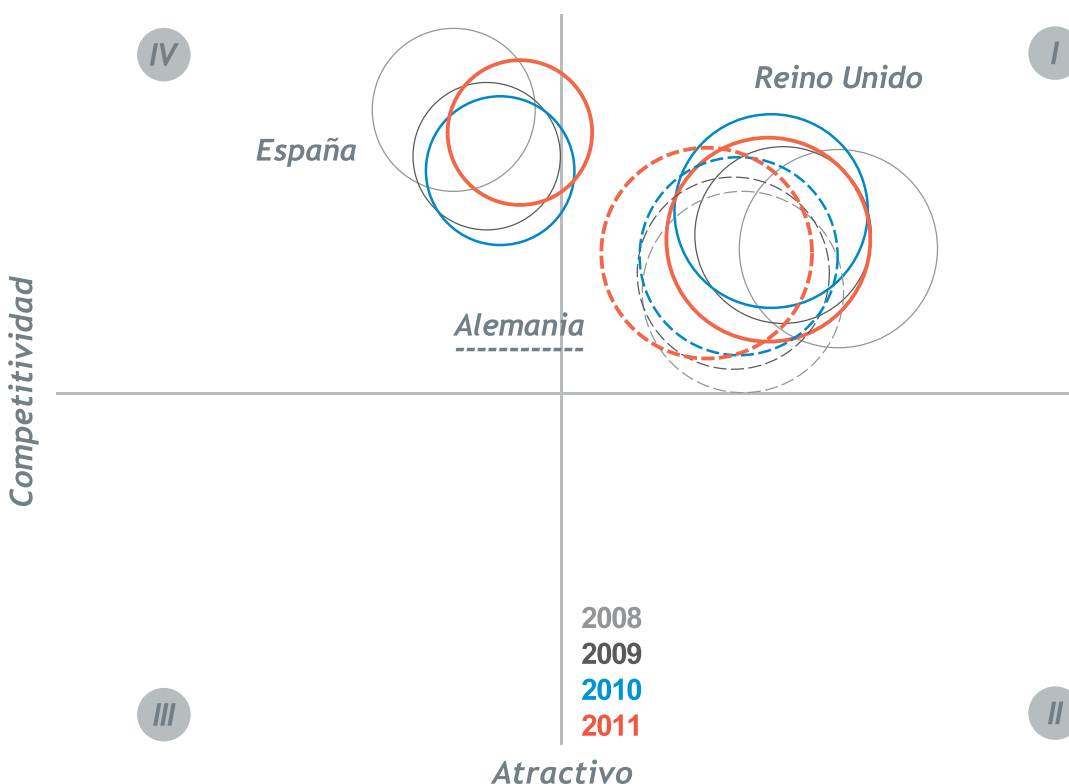 IV
I
Reino Unido
España
Alemania
Competitividad
2008
2009
2010
2011
III
II
Atractivo